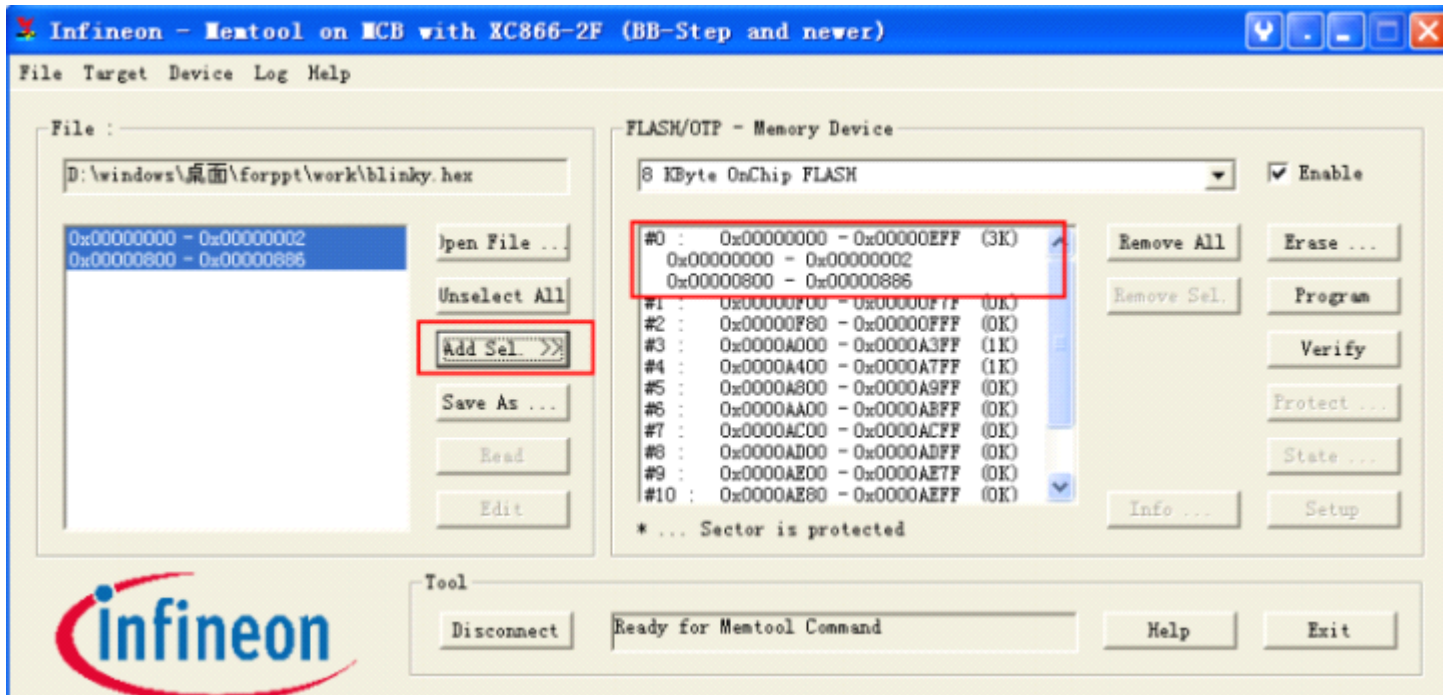 Infineon - Memtool on MCB with XC866-2F (BB-Step and newer)
File Target Device Log Help
File :
D:\windows\桌面\forppt\work\blinky.hex
0x00000000 - 0x00000002
0x00000800 - 0x00000886
Open File ...
Unselect All
Add Sel. >>
Save As ...
Read
Edit
FLASH/OTP - Memory Device
8 KByte OnChip FLASH
Enable
#0 : 0x00000000 - 0x00000EFF (3K)
0x00000000 - 0x00000002
0x00000800 - 0x00000886
#1 : 0x00000F00 - 0x00000F7F (0K)
#2 : 0x00000F80 - 0x00000FFF (0K)
#3 : 0x0000A000 - 0x0000A3FF (1K)
#4 : 0x0000A400 - 0x0000A7FF (1K)
#5 : 0x0000A800 - 0x0000A9FF (0K)
#6 : 0x0000AA00 - 0x0000ABFF (0K)
#7 : 0x0000AC00 - 0x0000ACFF (0K)
#8 : 0x0000AD00 - 0x0000ADFF (0K)
#9 : 0x0000AE00 - 0x0000AE7F (0K)
#10 : 0x0000AE80 - 0x0000AEFF (0K)
* ... Sector is protected
Remove All
Remove Sel.
Info ...
Erase ...
Program
Verify
Protect ...
State ...
Setup
infineon
Tool
Disconnect
Ready for Memtool Command
Help
Exit